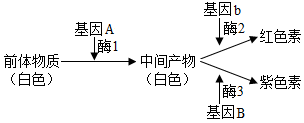 基因A
酶1
前体物质
(白色)
中间产物
(白色)
基因b
酶2
红色素
紫色素
酶3
基因B